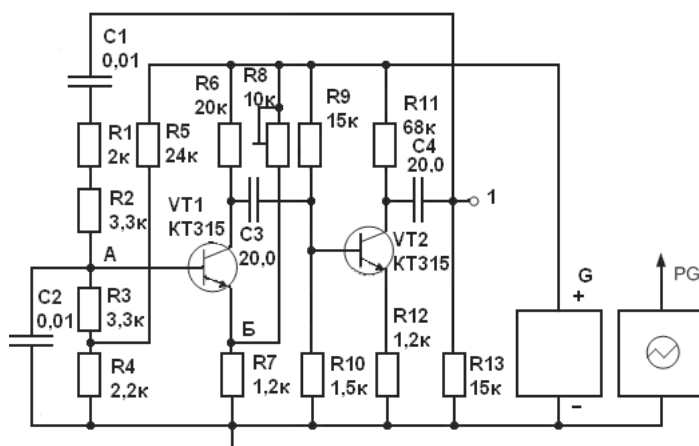 C1
0,01
R1
2к
R2
3,3к
R5
24к
R6
20к
R8
10к
R9
15к
R11
68к
C4
20,0
1
VT1
КТ315
C3
20,0
VT2
КТ315
А
C2
0,01
R3
3,3к
R4
2,2к
Б
R7
1,2к
R10
1,5к
R12
1,2к
R13
15к
G
+
–
PG